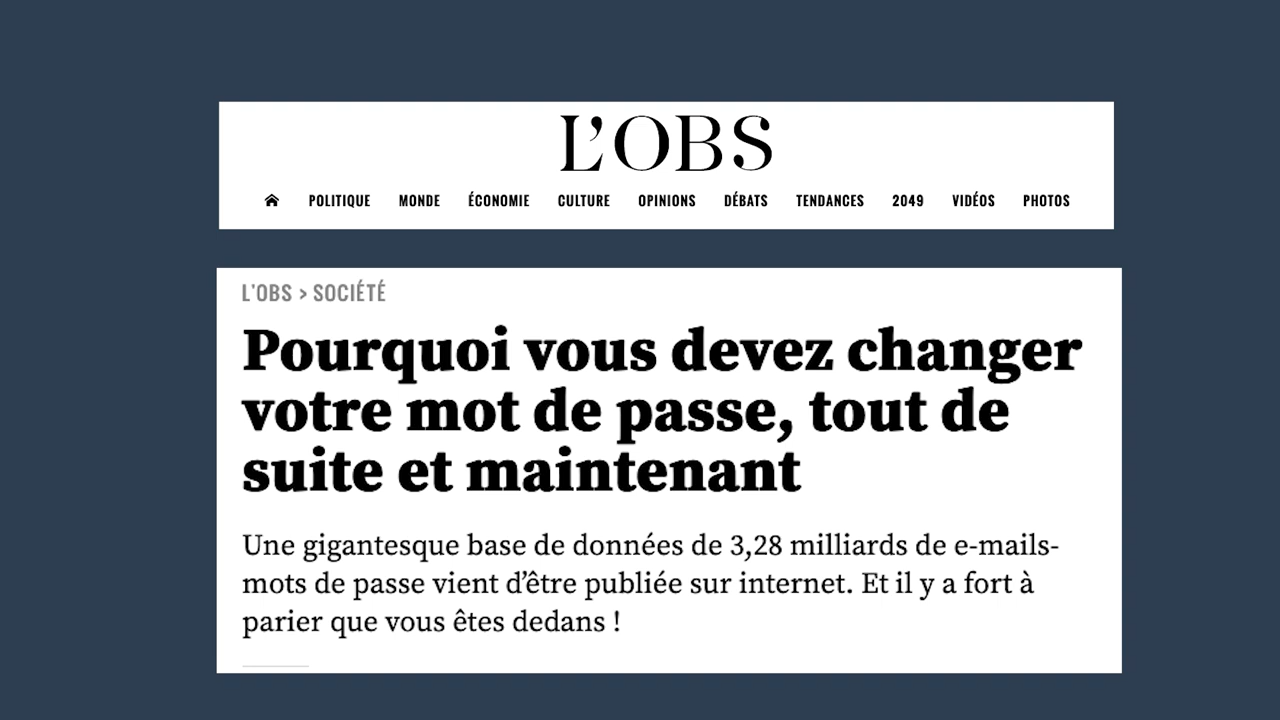 L'OBS
POLITIQUE MONDE ÉCONOMIE CULTURE OPINIONS DÉBATS TENDANCES 2049 VIDÉOS PHOTOS
L'OBS > SOCIÉTÉ
Pourquoi vous devez changer
votre mot de passe, tout de
suite et maintenant
Une gigantesque base de données de 3,28 milliards de e-mails-
mots de passe vient d’être publiée sur internet. Et il y a fort à
parier que vous êtes dedans !